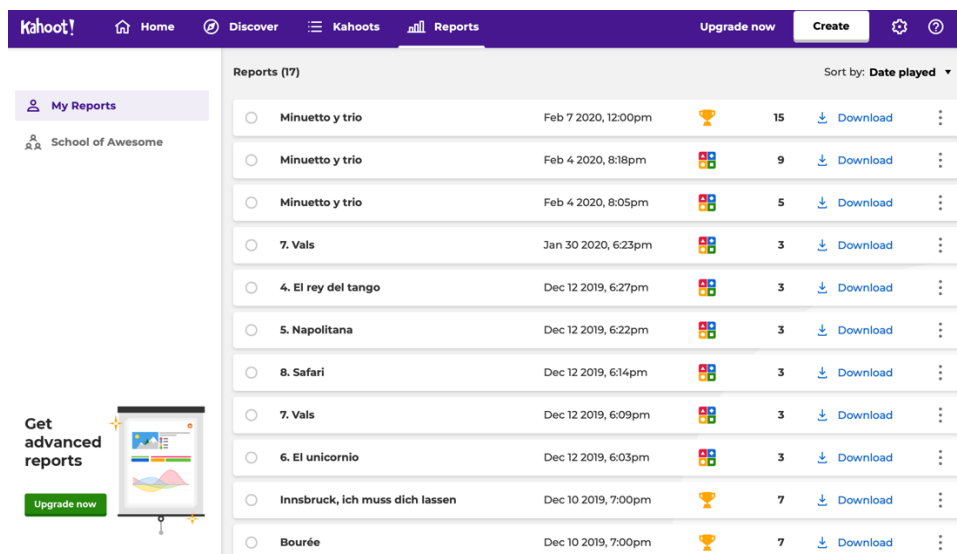 Kahoot! Home Discover Kahoots Reports Upgrade now Create
Reports (17) Sort by: Date played
My Reports
School of Awesome
Minuetto y trio Feb 7 2020, 12:00pm 15 Download
Minuetto y trio Feb 4 2020, 8:18pm 9 Download
Minuetto y trio Feb 4 2020, 8:05pm 5 Download
7. Vals Jan 30 2020, 6:23pm 3 Download
4. El rey del tango Dec 12 2019, 6:27pm 3 Download
5. Napolitana Dec 12 2019, 6:22pm 3 Download
8. Safari Dec 12 2019, 6:14pm 3 Download
7. Vals Dec 12 2019, 6:09pm 3 Download
6. El unicornio Dec 12 2019, 6:03pm 3 Download
Innsbruck, ich muss dich lassen Dec 10 2019, 7:00pm 7 Download
Bourée Dec 10 2019, 7:00pm 7 Download
Get
advanced
reports
Upgrade now